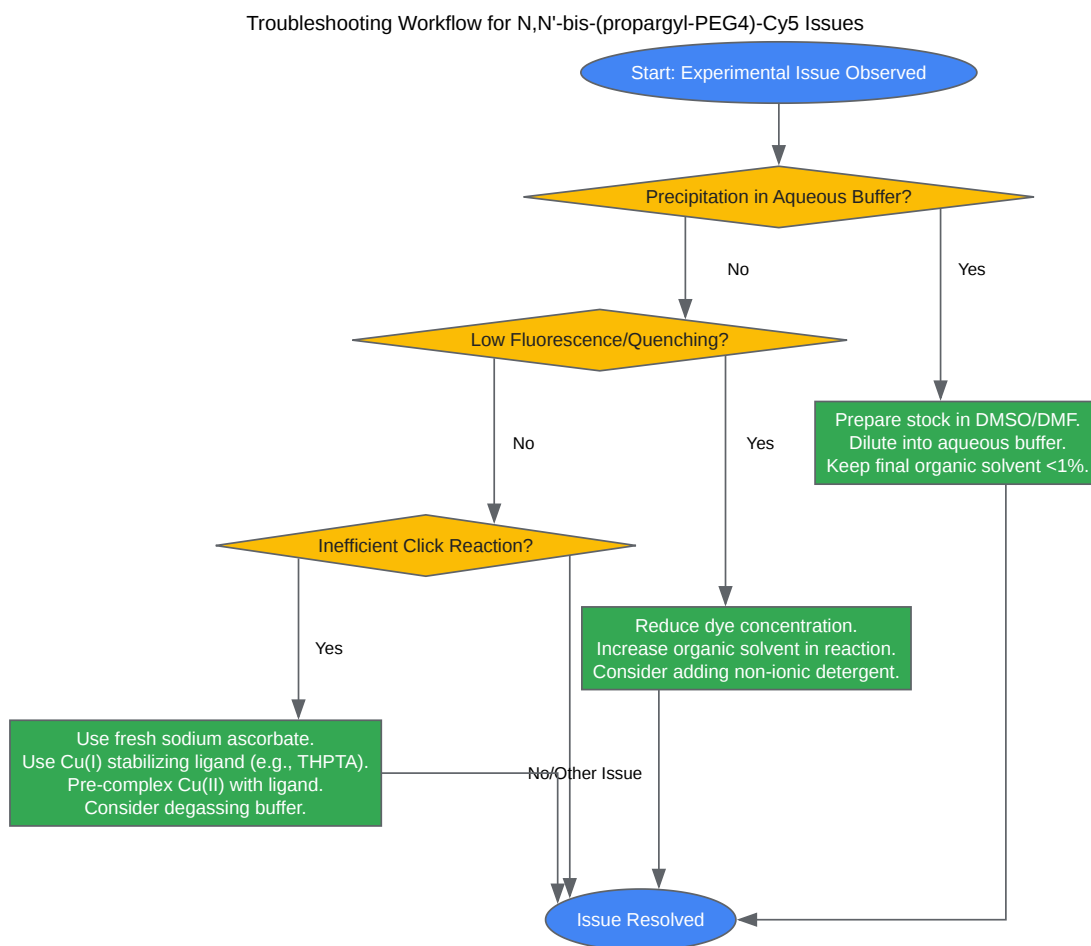 Troubleshooting Workflow for N,N'-bis-(propargyl-PEG4)-Cy5 Issues
Start: Experimental Issue Observed
Precipitation in Aqueous Buffer?
No
Yes
Low Fluorescence/Quenching?
Prepare stock in DMSO/DMF.
Dilute into aqueous buffer.
Keep final organic solvent <1%.
No
Yes
Inefficient Click Reaction?
Yes
Reduce dye concentration.
Increase organic solvent in reaction.
Consider adding non-ionic detergent.
Use fresh sodium ascorbate.
Use Cu(I) stabilizing ligand (e.g., THPTA).
Pre-complex Cu(II) with ligand.
Consider degassing buffer.
No/Other Issue
Issue Resolved